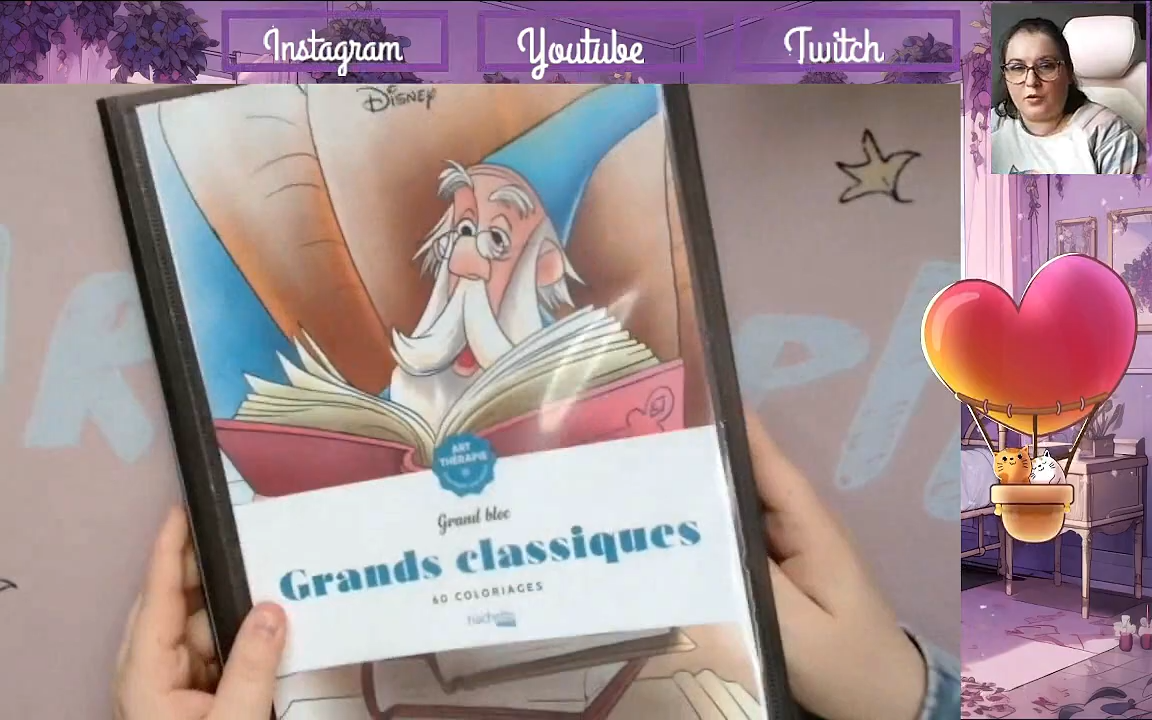 Instagram
Youtube
Twitch
Disney
ART
THÉRAPIE
Grand bloc
Grands classiques
60 COLORIAGES
hachette